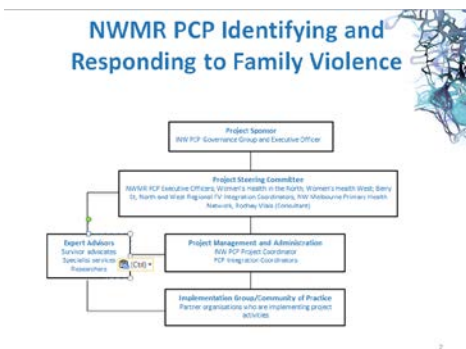 NWMR PCP Identifying and
Responding to Family Violence
Project Sponsor
INW PCP Governance Group and Executive Officer
Project Steering Committee
NWMR PCP Executive Officers, Women's Health in the North, Women's Health West, Berry
St, North and West Regional FV Integration Coordinators, NW Melbourne Primary Health
Network, (Consultant)
Expert Advisors
Survivor advocates
Specialist services
Researchers
(Ctrl)
Project Management and Administration
INW PCP Project Coordinator
PCP Integration Coordinators
Implementation Group/Community of Practice
Partner organisations who are implementing project
activities
2